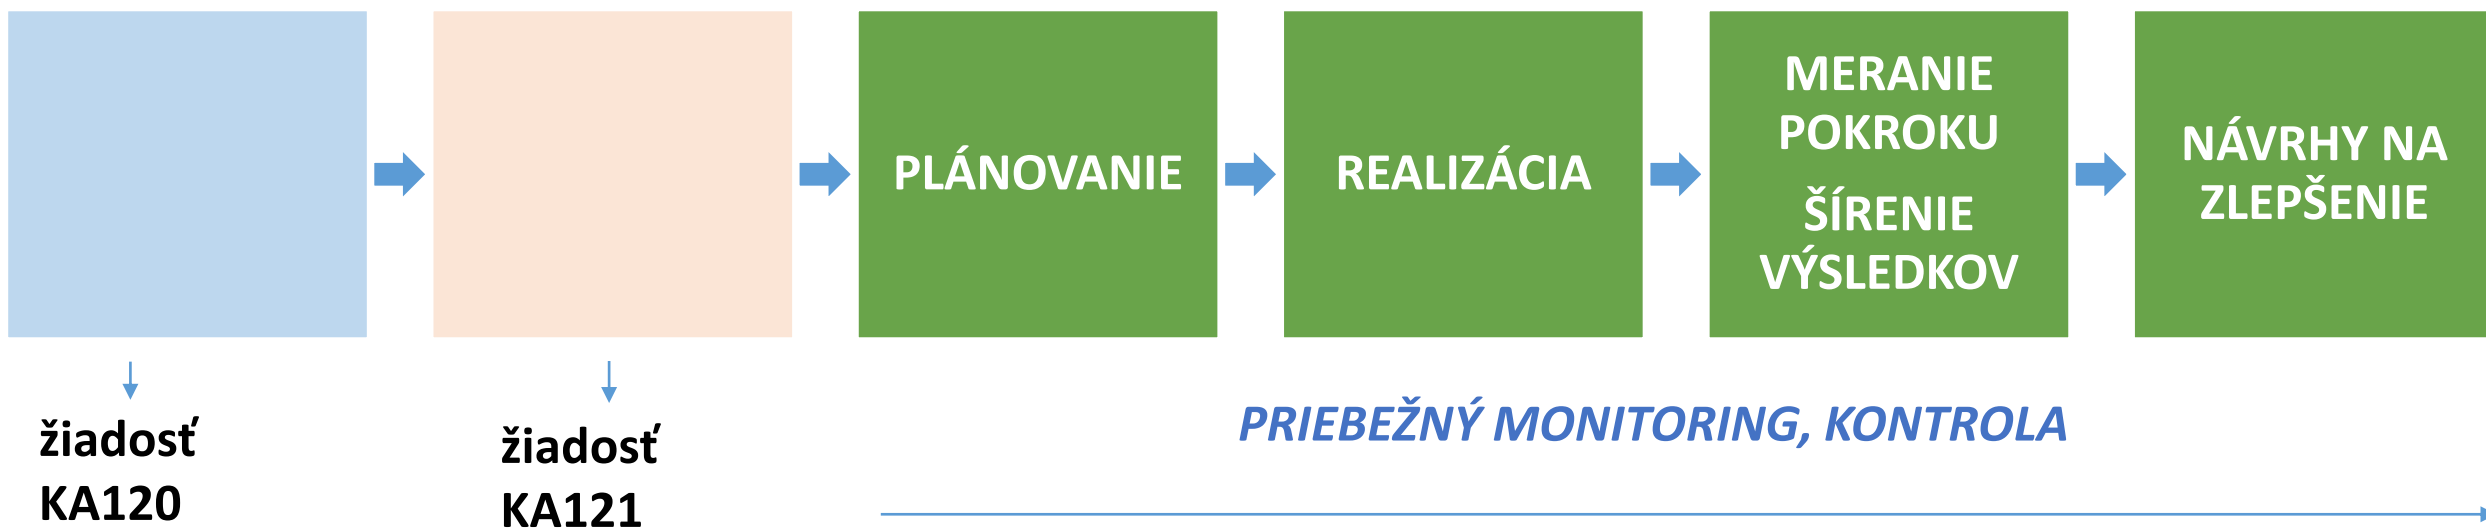 PLÁNOVANIE
REALIZÁCIA
MERANIE
POKROKU
ŠÍRENIE
VÝSLEDKOV
NÁVRHY NA
ZLEPŠENIE
žiadosť
KA120
žiadosť
KA121
PRIEBEŽNÝ MONITORING, KONTROLA